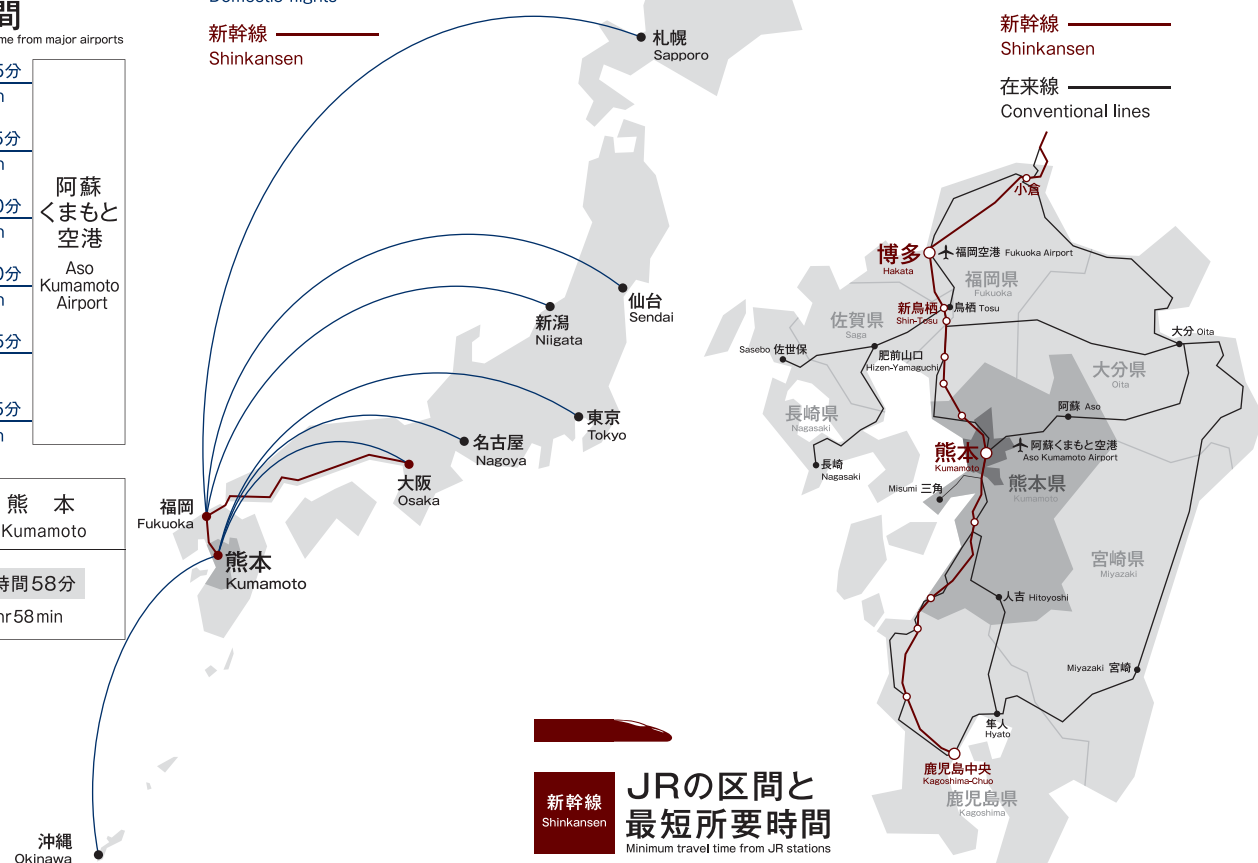 間
me from major airports
Domestic flights
新幹線
Shinkansen
5分
n
5分
n
0分
n
0分
n
5分
n
5分
n
阿蘇
くまもと
空港
Aso
Kumamoto
Airport
熊 本
Kumamoto
時間58分
hr58min
札幌
Sapporo
仙台
Sendai
新潟
Niigata
東京
Tokyo
名古屋
Nagoya
大阪
Osaka
福岡
Fukuoka
熊本
Kumamoto
沖縄
Okinawa
新幹線
Shinkansen
JRの区間と
最短所要時間
Minimum travel time from JR stations
新幹線
Shinkansen
在来線
Conventional lines
小倉
博多
Hakata
福岡空港 Fukuoka Airport
福岡県
Fukuoka
新鳥栖
Shin-Tosu
鳥栖 Tosu
佐賀県
Saga
Sasebo 佐世保
肥前山口
Hizen-Yamaguchi
大分 Oita
大分県
Oita
長崎県
Nagasaki
阿蘇 Aso
長崎
Nagasaki
熊本
Kumamoto
阿蘇くまもと空港
Aso Kumamoto Airport
Misumi 三角
熊本県
Kumamoto
宮崎県
Miyazaki
人吉 Hitoyoshi
Miyazaki 宮崎
隼人
Hyato
鹿児島中央
Kagoshima-Chuo
鹿児島県
Kagoshima